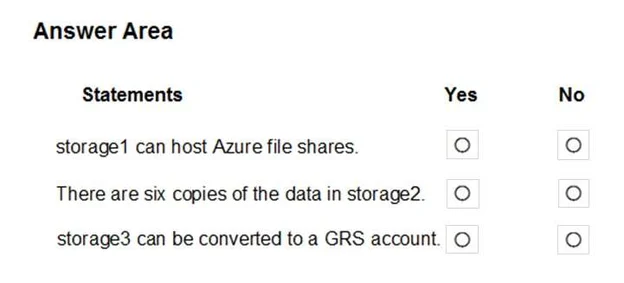 Answer Area
Statements Yes No
storage1 can host Azure file shares.
There are six copies of the data in storage2.
storage3 can be converted to a GRS account.